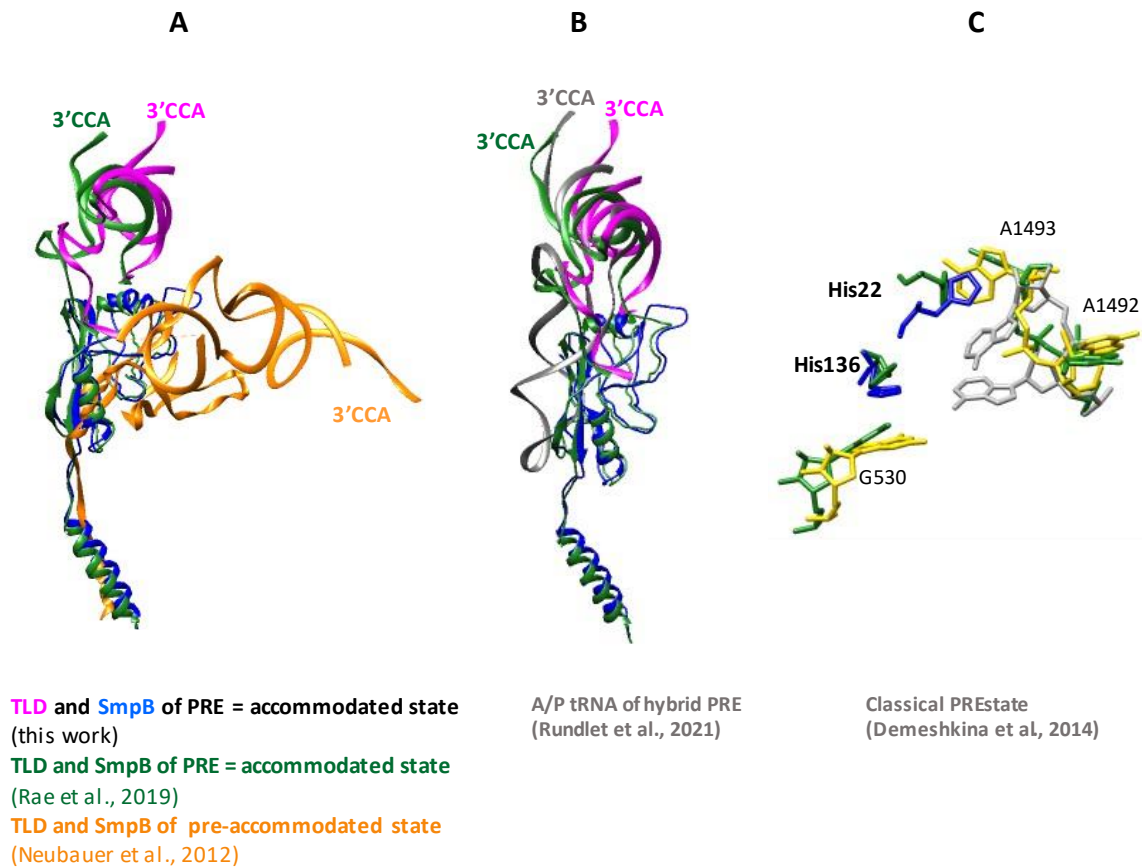 A
B
C
3'CCA
3'CCA
3'CCA
3'CCA
3'CCA
3'CCA
A1493
A1492
His22
His136
G530
TLD and SmpB of PRE = accommodated state
(this work)
TLD and SmpB of PRE = accommodated state
(Rae et al., 2019)
TLD and SmpB of pre-accommodated state
(Neubauer et al., 2012)
A/P tRNA of hybrid PRE
(Rundlet et al., 2021)
Classical PREstate
(Demeshkina et al., 2014)